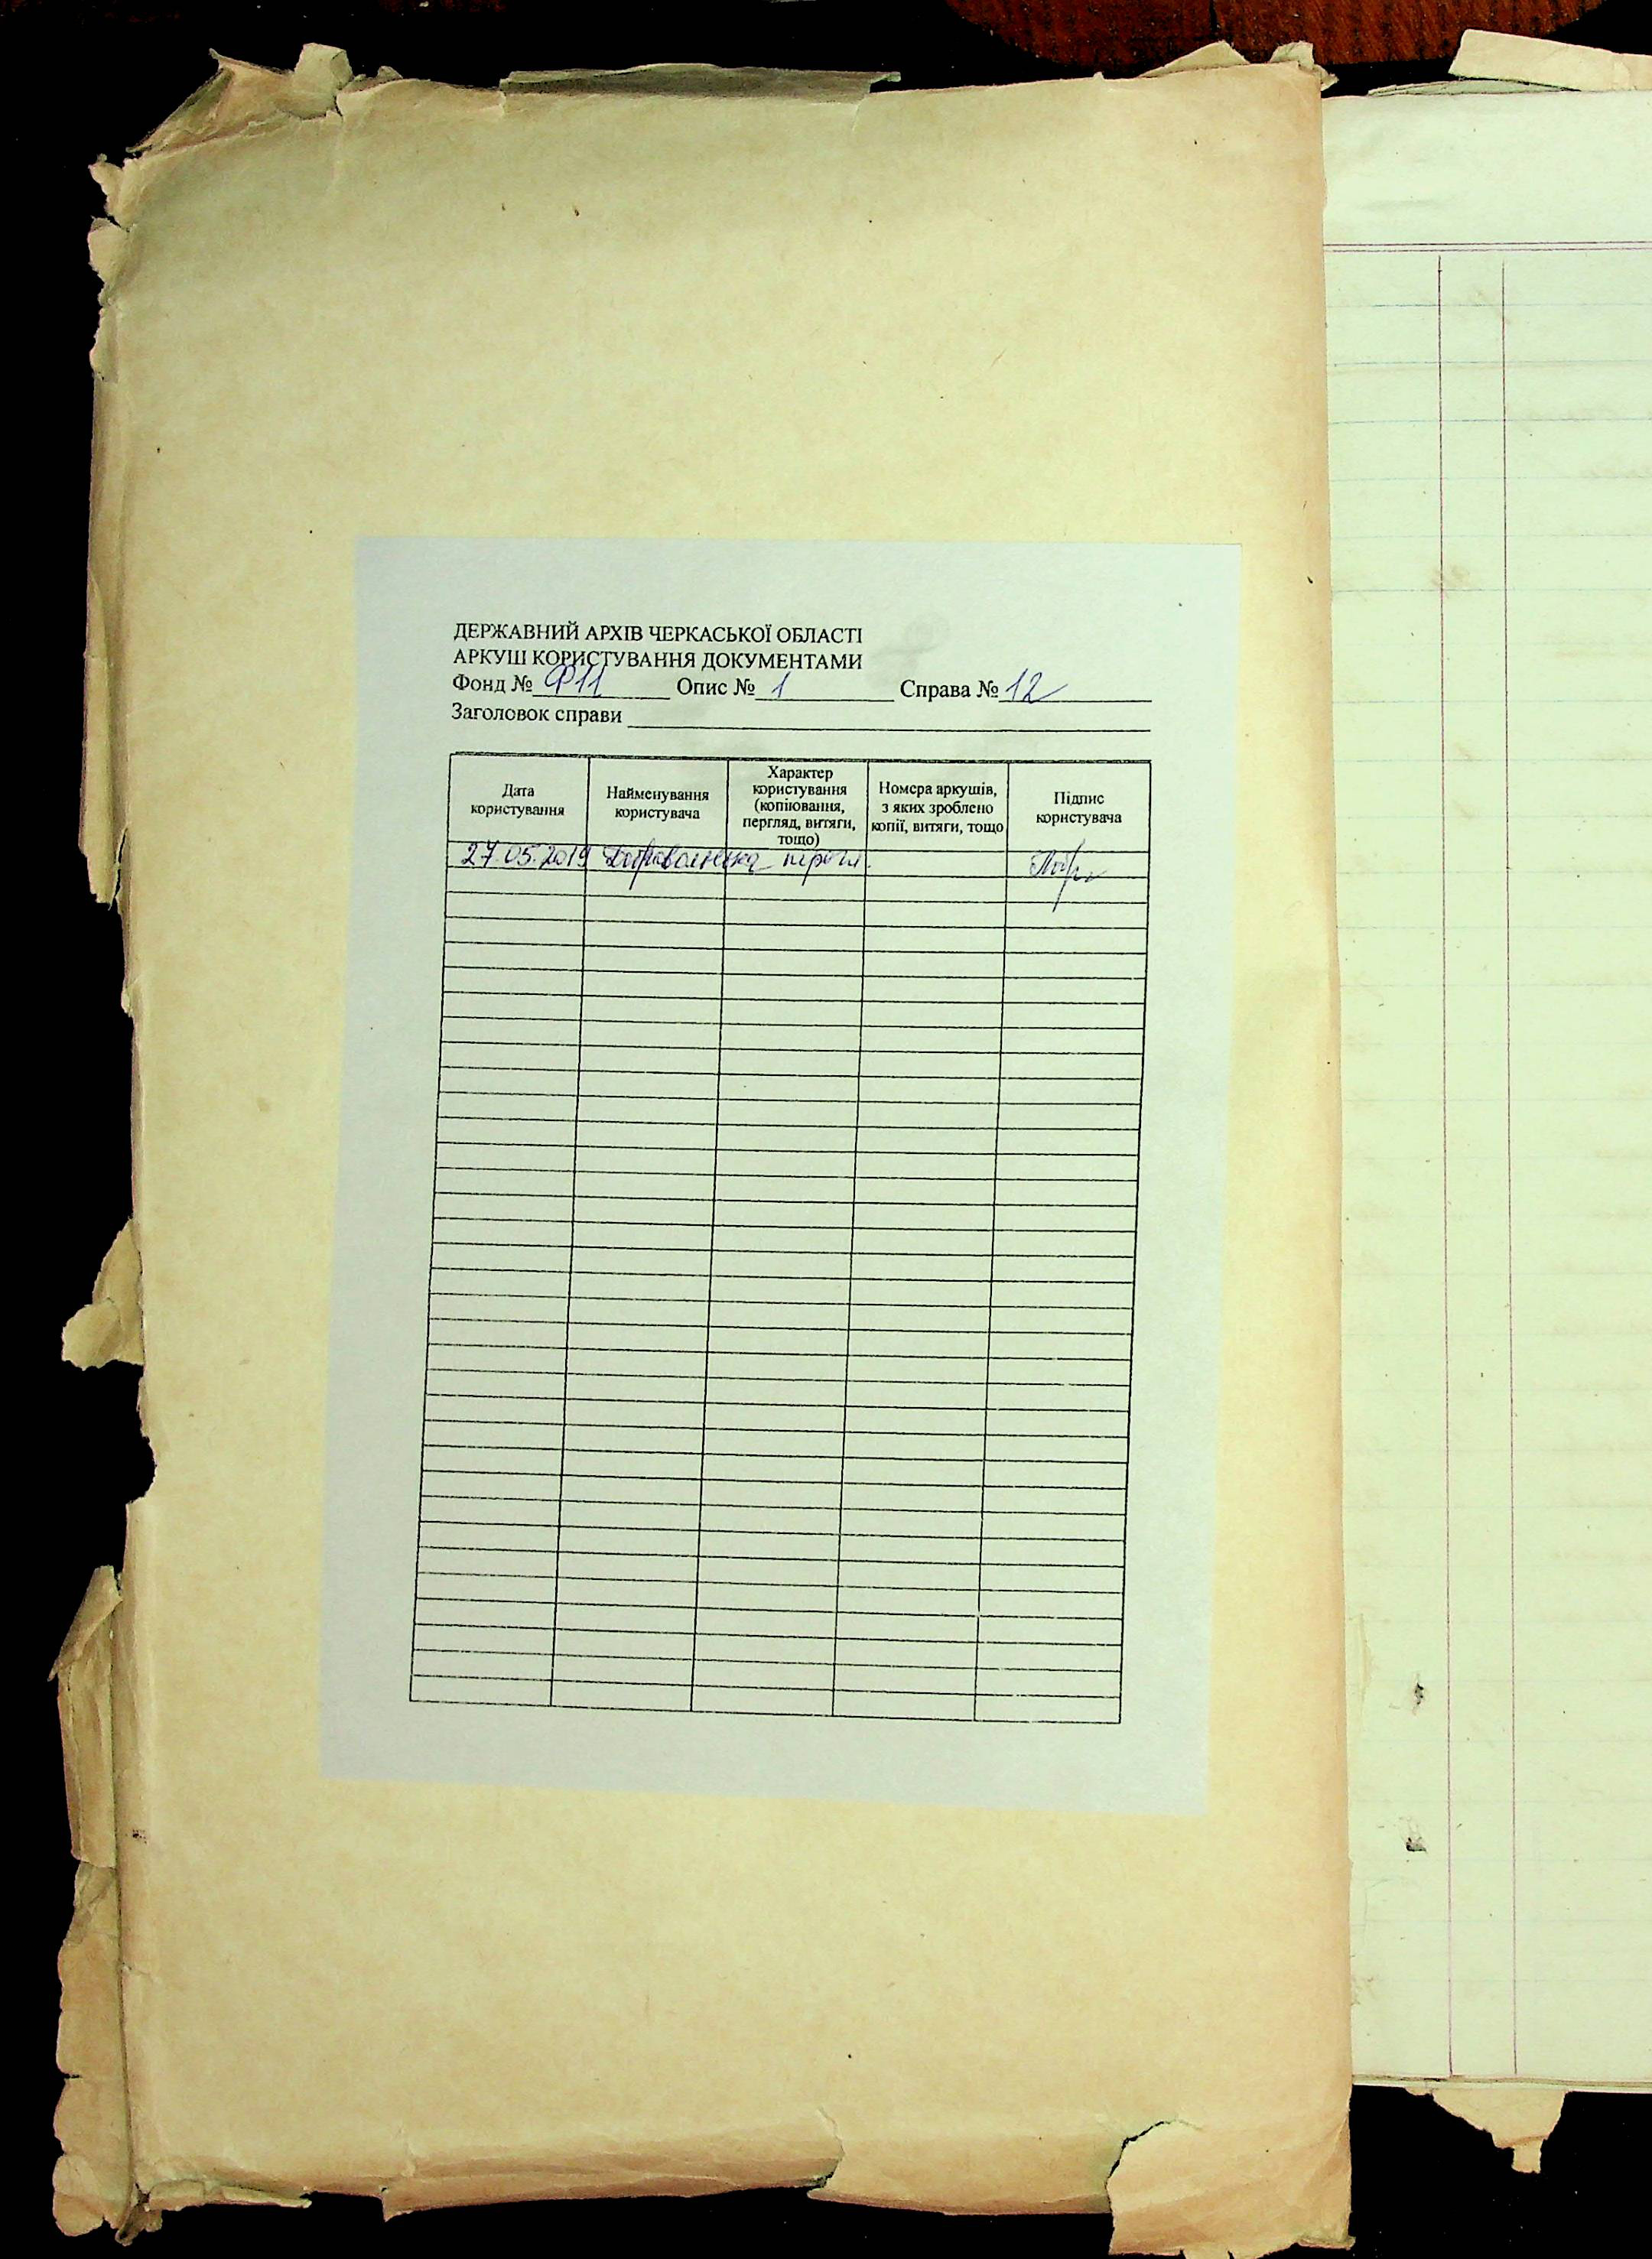 ДЕРЖАВНИЙ АРХІВ ЧЕРКАСЬКОЇ ОБЛАСТІ
АРКУШ КОРИСТУВАННЯ ДОКУМЕНТАМИ
Фонд № Ф11 Опис № 1 Справа № 12
Заголовок справи
Дата користування
Найменування користувача
Характер користування (копіювання, пергляд, витяги, тощо)
Номера аркушів, з яких зроблено копії, витяги, тощо
Підпис користувача
27.05.2019